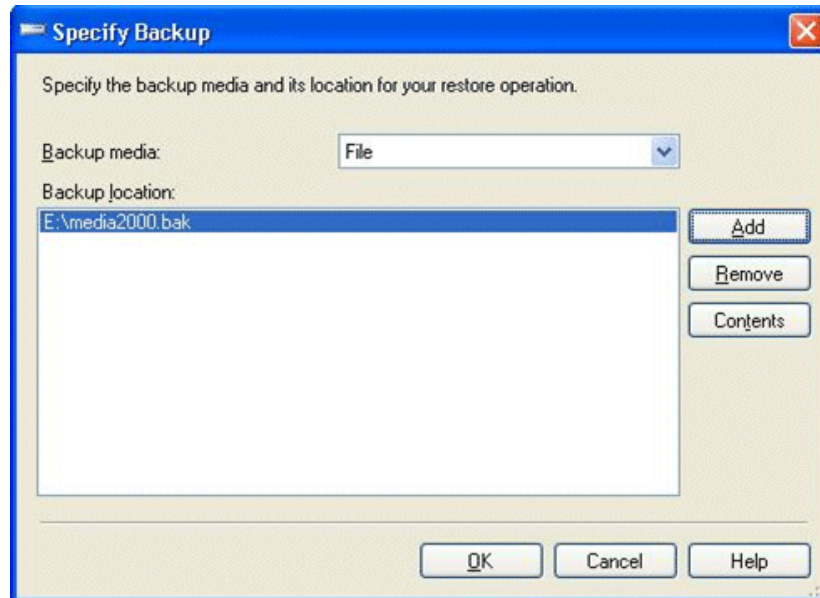 Specify Backup
Specify the backup media and its location for your restore operation.
Backup media:
File
Backup location:
E:\media2000.bak
Add
Remove
Contents
OK
Cancel
Help